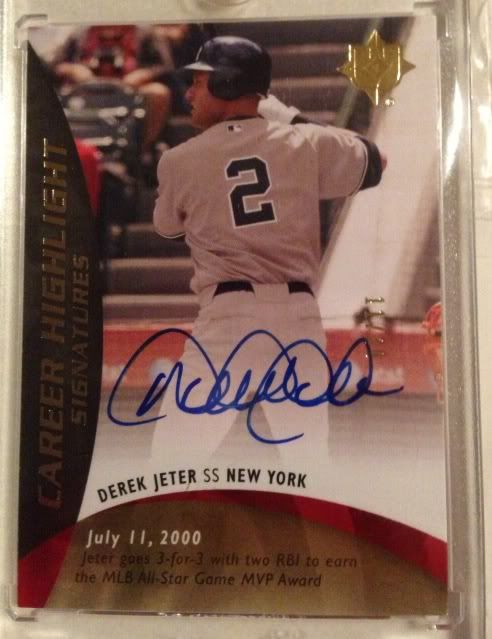 CAREER HIGHLIGHT
SIGNATURES
2
DEREK JETER SS NEW YORK
July 11, 2000
Jeter goes 3-for-3 with two RBI to earn
the MLB All-Star Game MVP Award